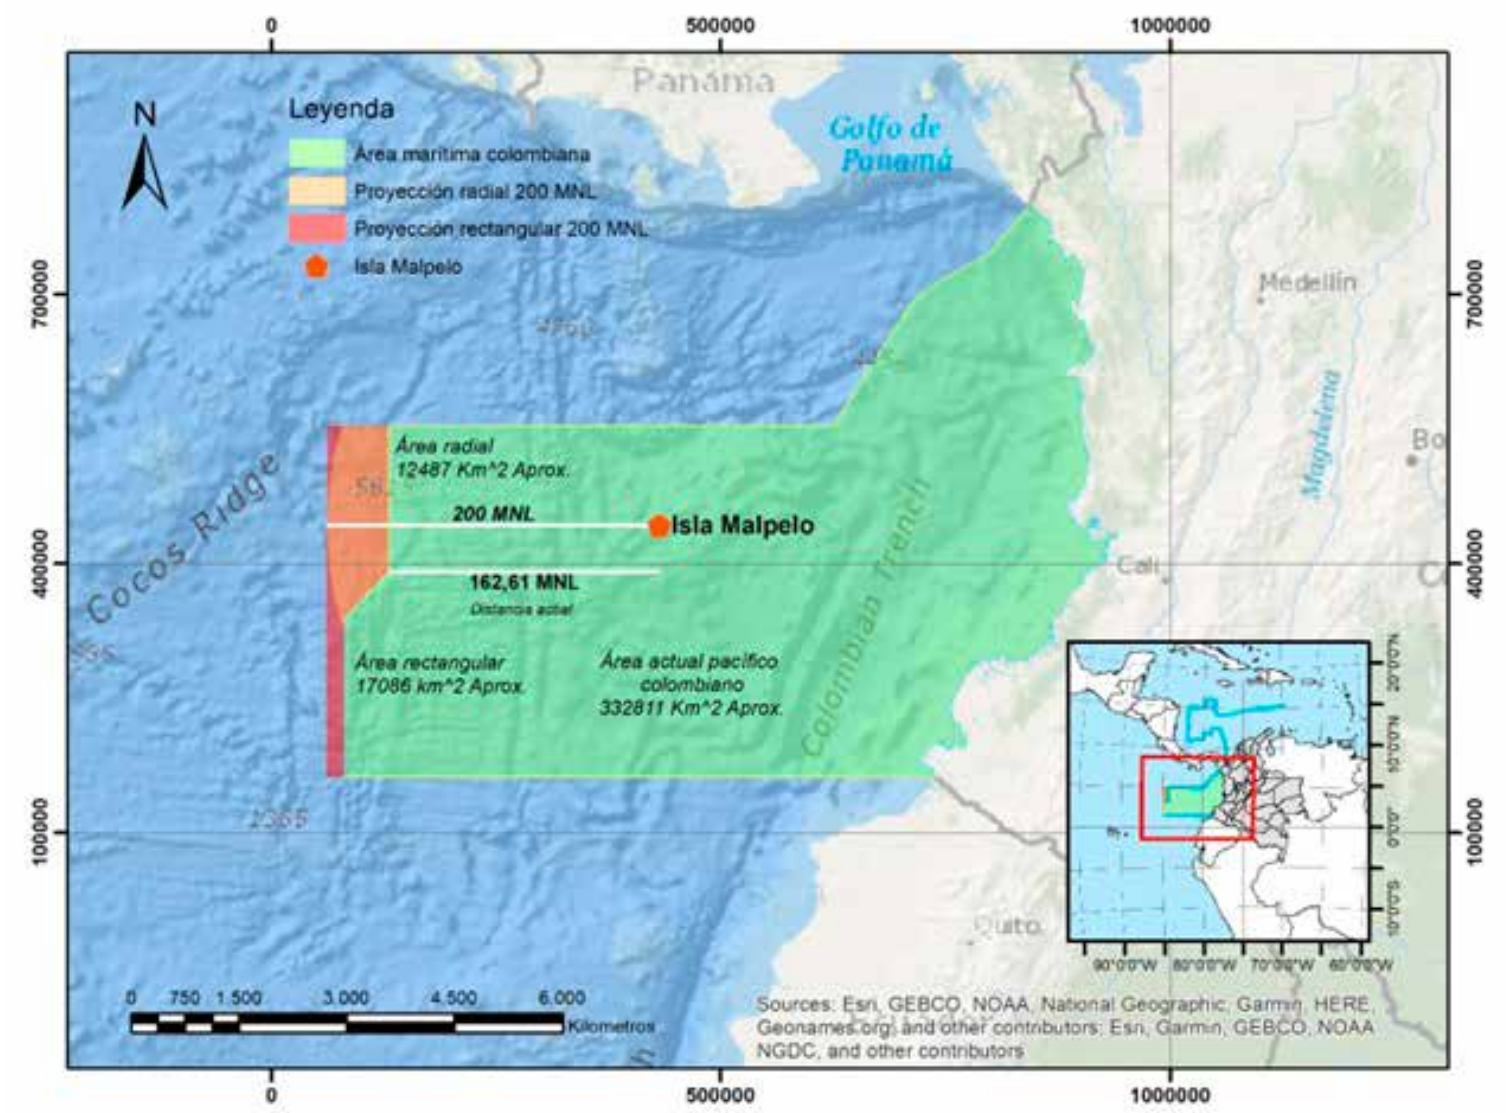 0 500000 1000000
N
Leyenda
Área marítima colombiana
Proyección radial 200 MNL
Proyección rectangular 200 MNL
Isla Malpelo
Panamá
Golfo de
Panamá
Medellín
Magdelena
Bo
Cali
C
Quito
700000
400000
100000
700000
400000
100000
Cocos Ridge
Colombian Trench
Área radial
12487 Km^2 Aprox.
200 MNL
Isla Malpelo
162,61 MNL
Distancia actual
Área rectangular
17086 km^2 Aprox.
Área actual pacífico
colombiano
332811 Km^2 Aprox.
1365
20°0'0"N
10°0'0"N
0°0'0"
10°0'0"S
90°0'0"W 80°0'0"W 70°0'0"W 60°0'0"W
0 750 1.500 3.000 4.500 6.000
Kilometros
Sources: Esri, GEBCO, NOAA, National Geographic, Garmin, HERE,
Geonames.org, and other contributors; Esri, Garmin, GEBCO, NOAA
NGDC, and other contributors
0 500000 1000000